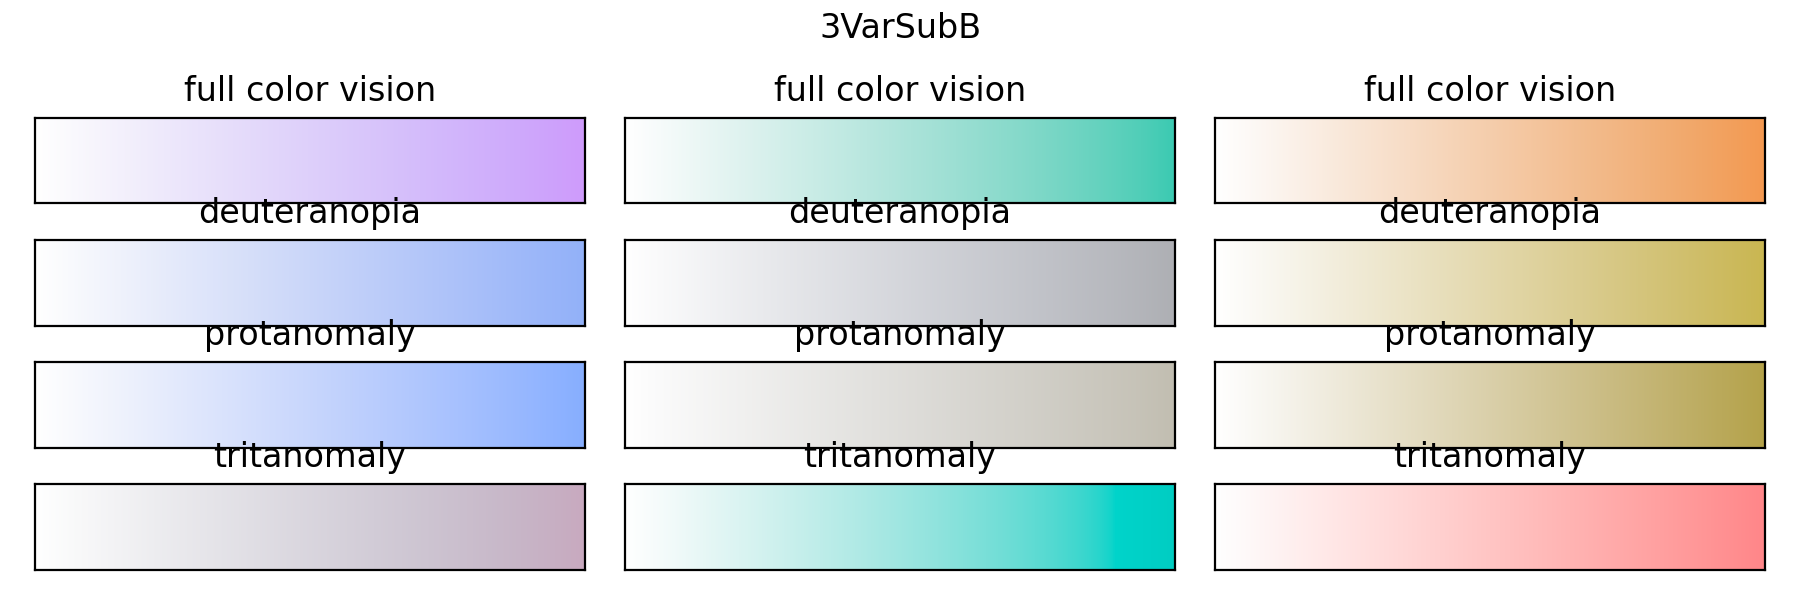 3VarSubB
full color vision full color vision full color vision
deuteranopia deuteranopia deuteranopia
protanomaly protanomaly protanomaly
tritanomaly tritanomaly tritanomaly